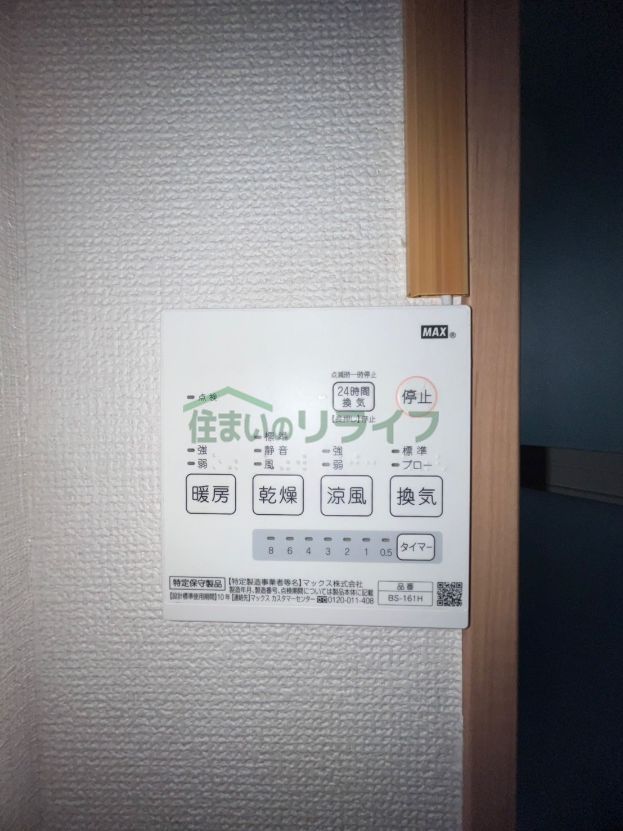 MAX®
点滅時一時停止
点検
24時間
換気
停止
【長押し】停止
住まいのリライフ
標準
強 静音 強 標準
弱 風 弱 ブロー
暖房 乾燥 涼風 換気
8 6 4 3 2 1 0.5 タイマー
特定保守製品 【特定製造事業者等名】マックス株式会社
製造年月、製造番号、点検期間については製品本体に記載
【設計標準使用期間】10年【連絡先】マックス カスタマーセンター 0120-011-408
品番
BS-161H